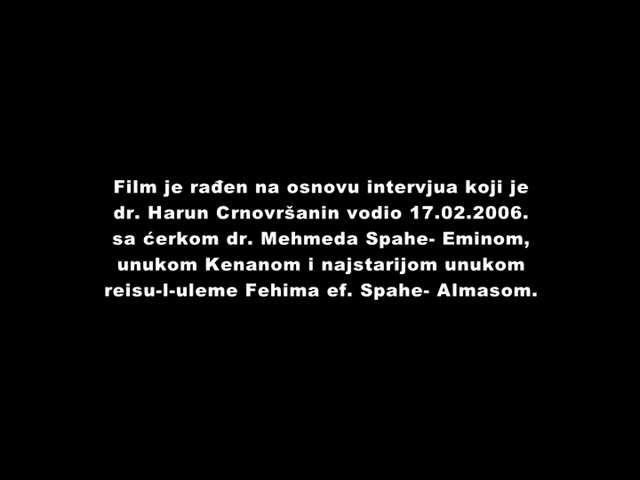 Film je rađen na osnovu intervjua koji je
dr. Harun Crnovršanin vodio 17.02.2006.
sa ćerkom dr. Mehmeda Spahe- Eminom,
unukom Kenanom i najstarijom unukom
reisu-l-uleme Fehima ef. Spahe- Almasom.